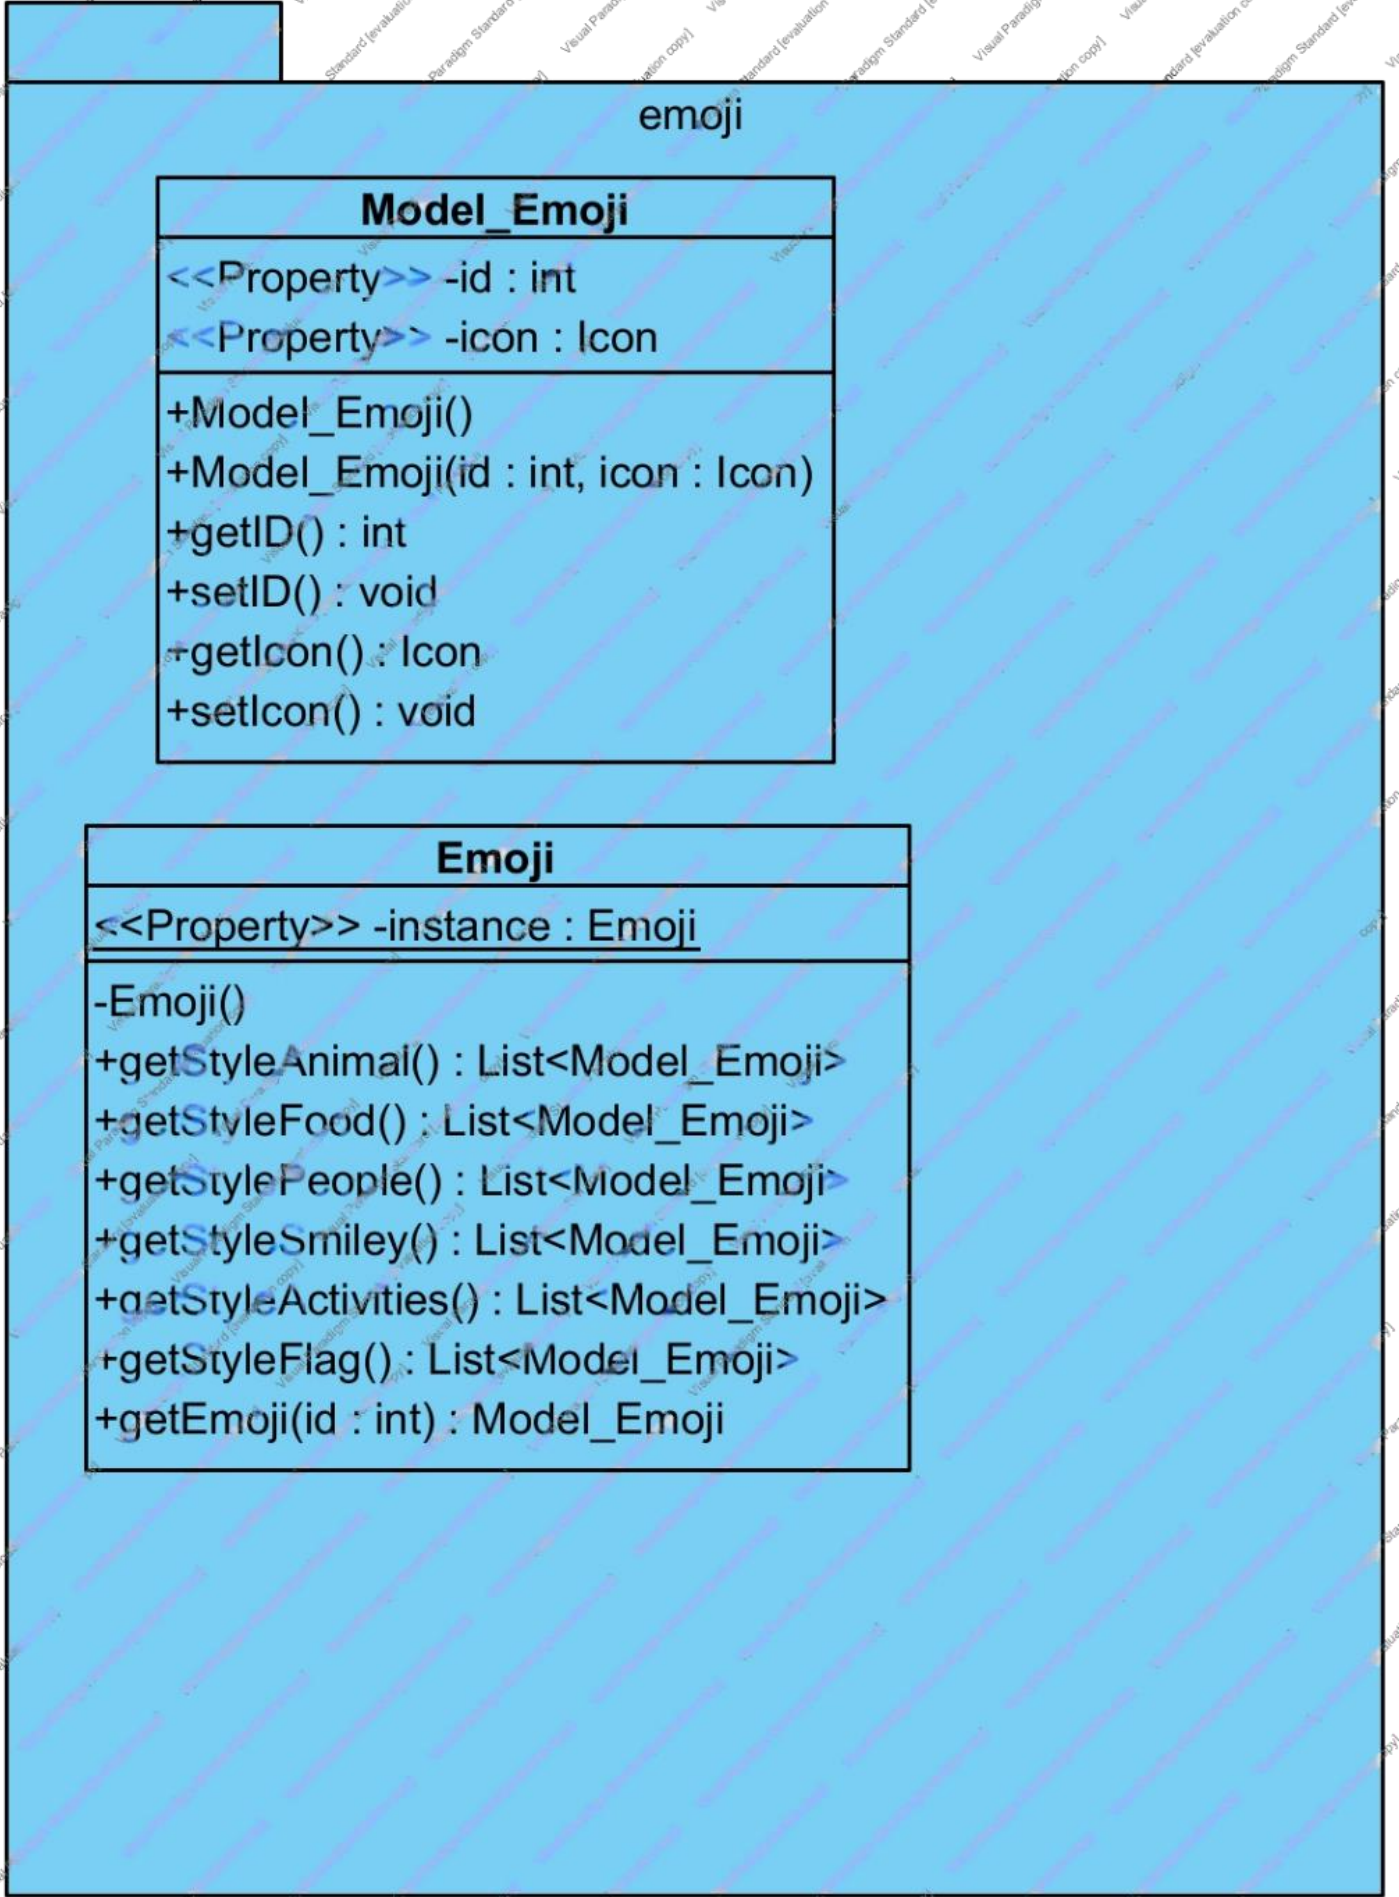 emoji
Model_Emoji
<<Property>> -id : int
<<Property>> -icon : Icon
+Model_Emoji()
+Model_Emoji(id : int, icon : Icon)
+getID() : int
+setID() : void
+getIcon() : Icon
+setIcon() : void
Emoji
<<Property>> -instance : Emoji
-Emoji()
+getStyleAnimal() : List<Model_Emoji>
+getStyleFood() : List<Model_Emoji>
+getStylePeople() : List<Model_Emoji>
+getStyleSmiley() : List<Model_Emoji>
+getStyleActivities() : List<Model_Emoji>
+getStyleFlag() : List<Model_Emoji>
+getEmoji(id : int) : Model_Emoji